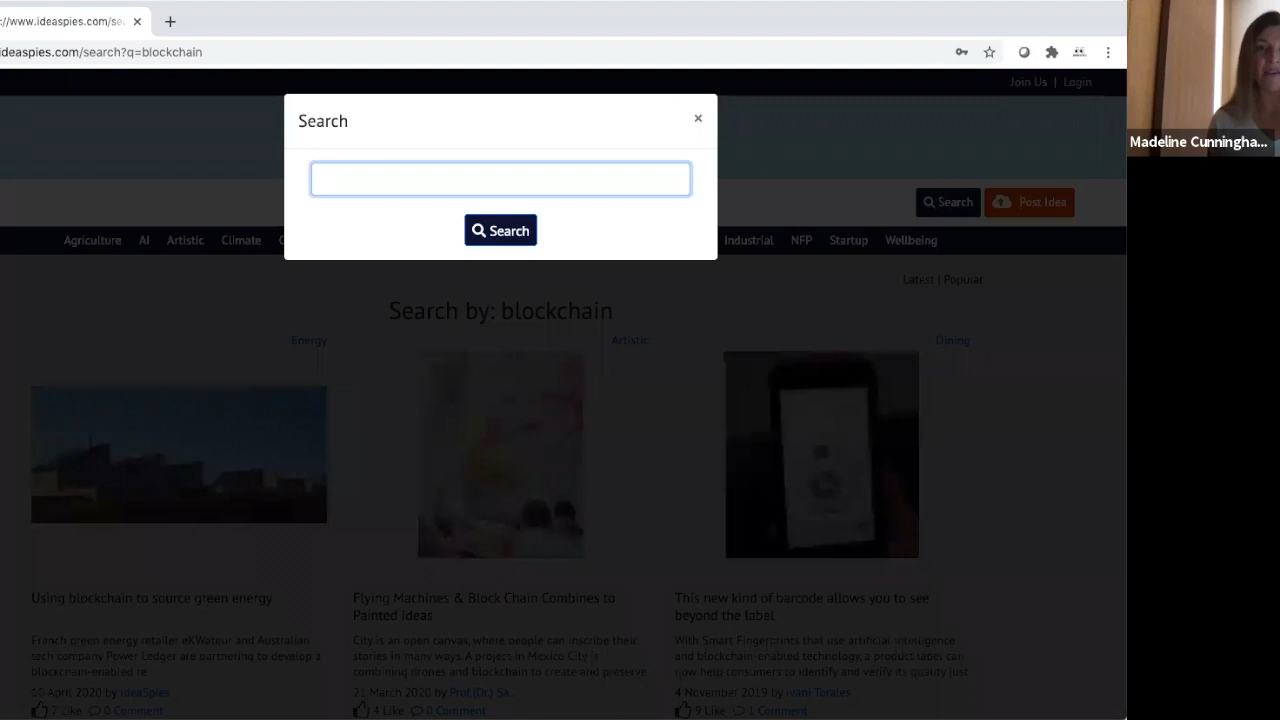 ://www.ideaspies.com/se
ideaspies.com/search?q=blockchain
Join Us | Login
Search
Search
Search
Post Idea
Agriculture AI Artistic Climate Industrial NFP Startup Wellbeing
Latest | Popular
Search by: blockchain
Energy
Using blockchain to source green energy
French green energy retailer eKWateur and Australian
tech company Power Ledger are partnering to develop a
blockchain-enabled re
10 April 2020 by ideaSpies
7 Like 0 Comment
Artistic
Flying Machines & Block Chain Combines to
Painted Ideas
City is an open canvas, where people can inscribe their
stories in many ways. A project in Mexico City is
combining drones and blockchain to create and preserve
21 March 2020 by Prof.(Dr.) Sa..
4 Like 0 Comment
Dining
This new kind of barcode allows you to see
beyond the label
With Smart Fingerprints that use artificial intelligence
and blockchain-enabled technology, a product label can
now help consumers to identify and verify its quality just
4 November 2019 by Ivani Torales
9 Like 1 Comment
Madeline Cunningha...